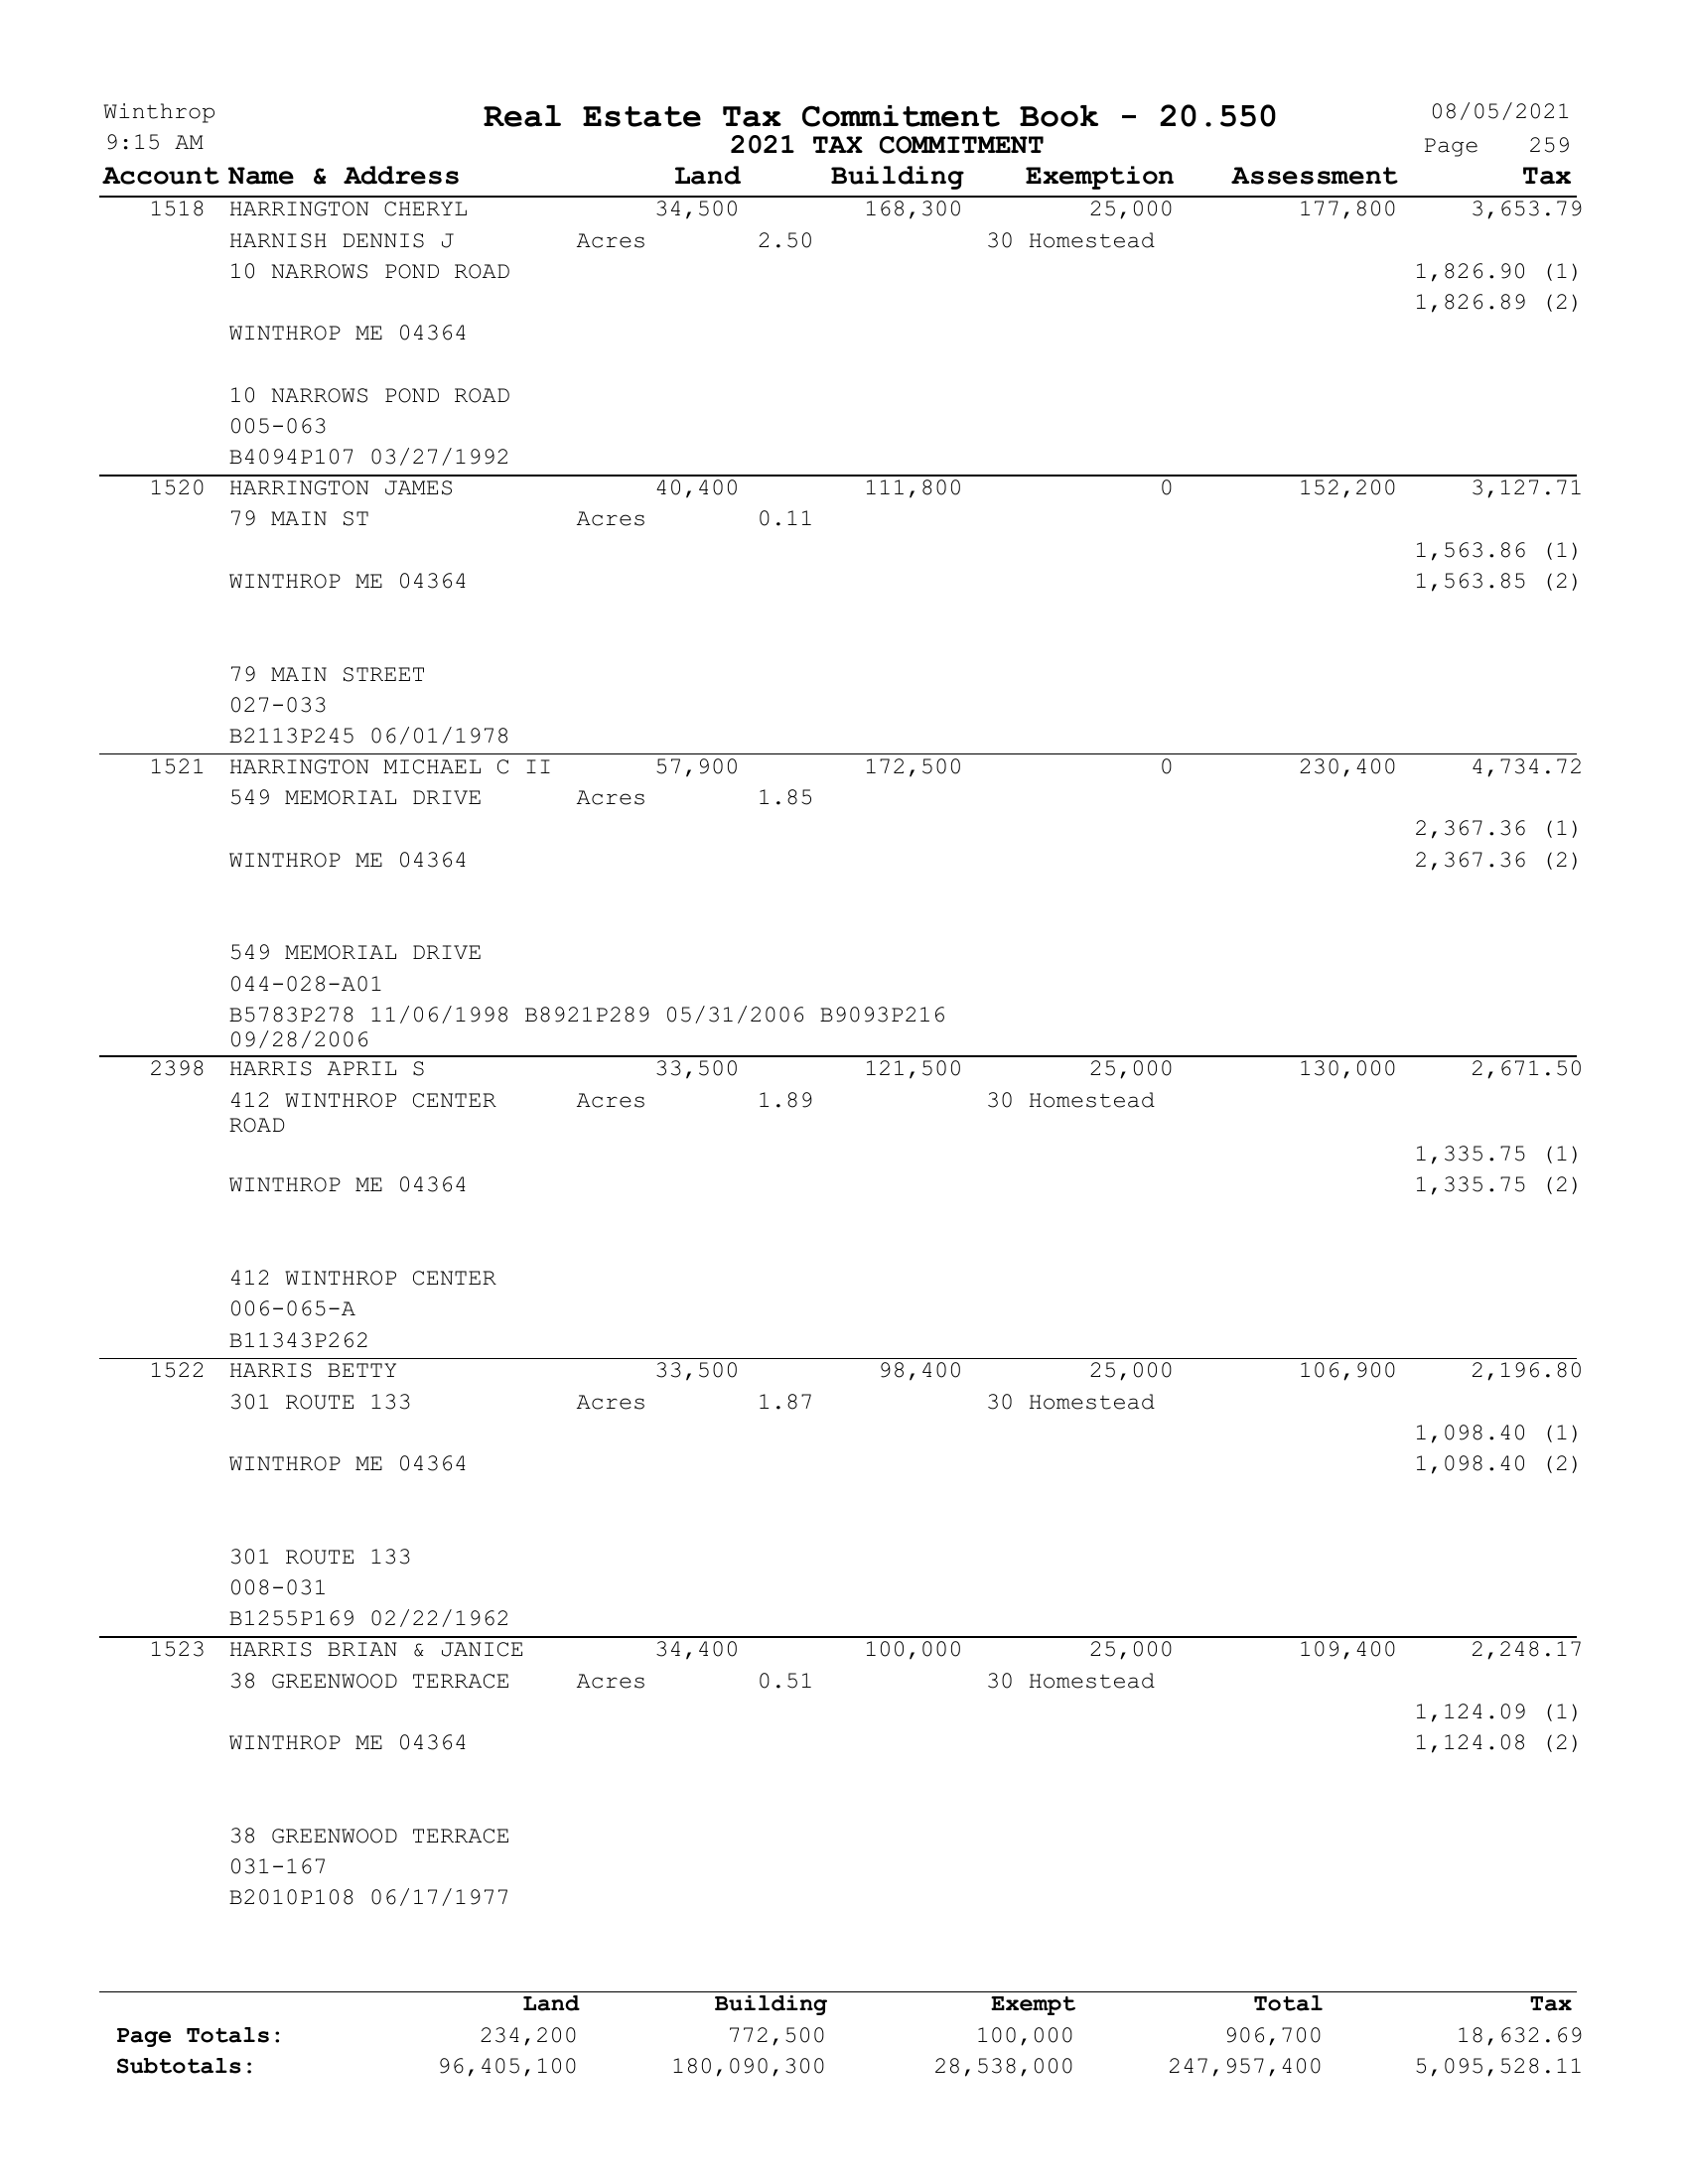 Winthrop Real Estate Tax Commitment Book - 20.550 08/05/2021
9:15 AM 2021 TAX COMMITMENT Page 259
Account Name & Address Land Building Exemption Assessment Tax
1518 HARRINGTON CHERYL 34,500 168,300 25,000 177,800 3,653.79
HARNISH DENNIS J Acres 2.50 30 Homestead
10 NARROWS POND ROAD 1,826.90 (1)
1,826.89 (2)
WINTHROP ME 04364
10 NARROWS POND ROAD
005-063
B4094P107 03/27/1992
1520 HARRINGTON JAMES 40,400 111,800 0 152,200 3,127.71
79 MAIN ST Acres 0.11
1,563.86 (1)
WINTHROP ME 04364 1,563.85 (2)
79 MAIN STREET
027-033
B2113P245 06/01/1978
1521 HARRINGTON MICHAEL C II 57,900 172,500 0 230,400 4,734.72
549 MEMORIAL DRIVE Acres 1.85
2,367.36 (1)
WINTHROP ME 04364 2,367.36 (2)
549 MEMORIAL DRIVE
044-028-A01
B5783P278 11/06/1998 B8921P289 05/31/2006 B9093P216
09/28/2006
2398 HARRIS APRIL S 33,500 121,500 25,000 130,000 2,671.50
412 WINTHROP CENTER Acres 1.89 30 Homestead
ROAD
1,335.75 (1)
WINTHROP ME 04364 1,335.75 (2)
412 WINTHROP CENTER
006-065-A
B11343P262
1522 HARRIS BETTY 33,500 98,400 25,000 106,900 2,196.80
301 ROUTE 133 Acres 1.87 30 Homestead
1,098.40 (1)
WINTHROP ME 04364 1,098.40 (2)
301 ROUTE 133
008-031
B1255P169 02/22/1962
1523 HARRIS BRIAN & JANICE 34,400 100,000 25,000 109,400 2,248.17
38 GREENWOOD TERRACE Acres 0.51 30 Homestead
1,124.09 (1)
WINTHROP ME 04364 1,124.08 (2)
38 GREENWOOD TERRACE
031-167
B2010P108 06/17/1977
Land Building Exempt Total Tax
Page Totals: 234,200 772,500 100,000 906,700 18,632.69
Subtotals: 96,405,100 180,090,300 28,538,000 247,957,400 5,095,528.11